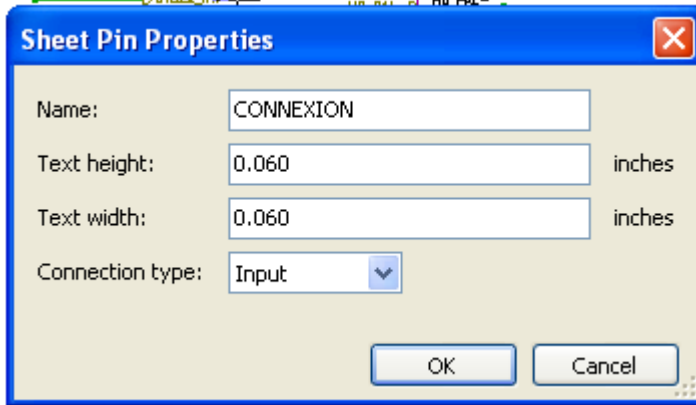 Sheet Pin Properties
Name: CONNEXION
Text height: 0.060 inches
Text width: 0.060 inches
Connection type: Input
OK Cancel